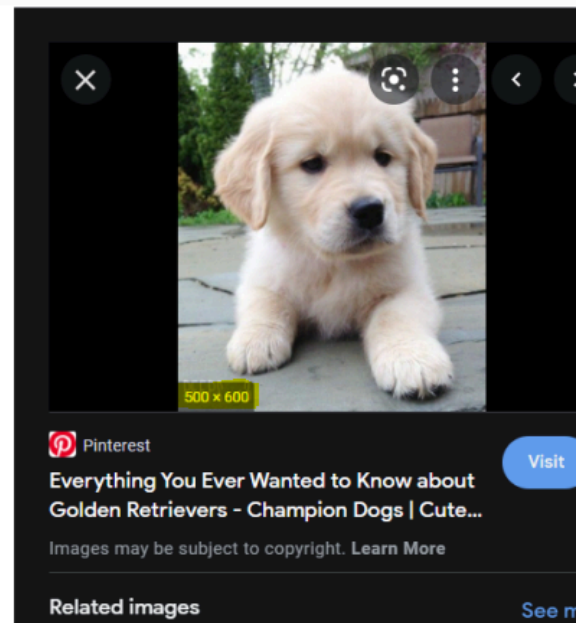 500 × 600
Pinterest
Everything You Ever Wanted to Know about
Golden Retrievers - Champion Dogs | Cute...
Visit
Images may be subject to copyright. Learn More
Related images
See